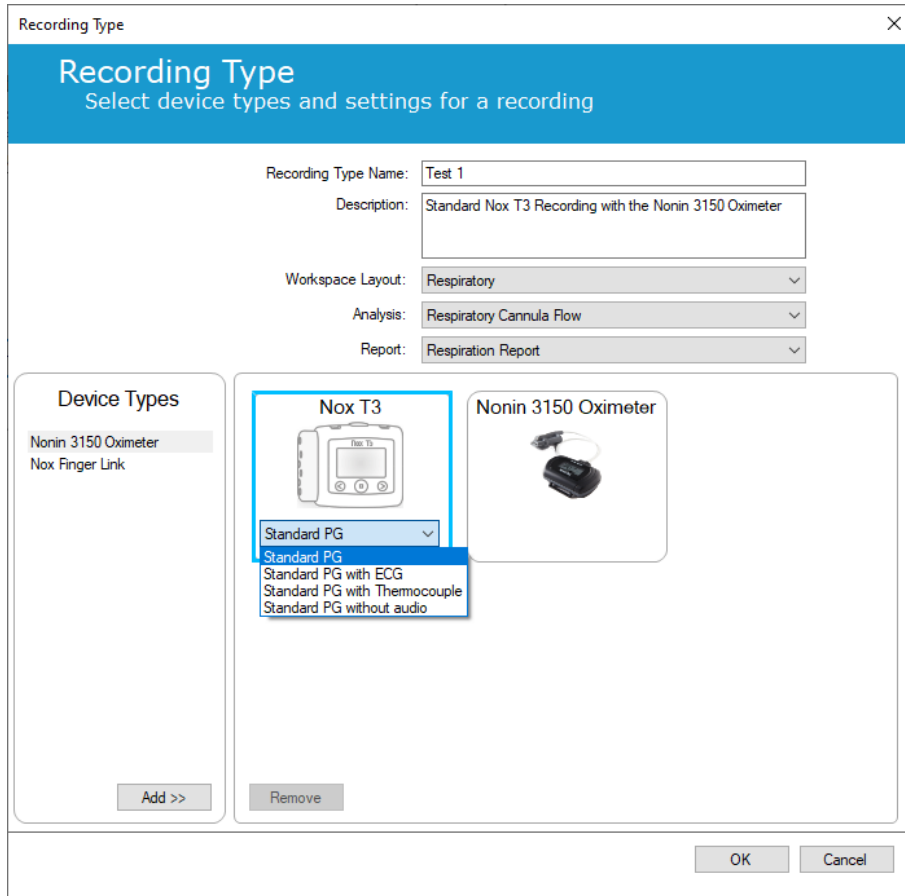 Recording Type
Recording Type
Select device types and settings for a recording
Recording Type Name:
Test 1
Description:
Standard Nox T3 Recording with the Nonin 3150 Oximeter
Workspace Layout:
Respiratory
Analysis:
Respiratory Cannula Flow
Report:
Respiration Report
Device Types
Nonin 3150 Oximeter
Nox Finger Link
Add >>
Nox T3
Nox T3
Standard PG
Standard PG
Standard PG with ECG
Standard PG with Thermocouple
Standard PG without audio
Nonin 3150 Oximeter
Remove
OK
Cancel